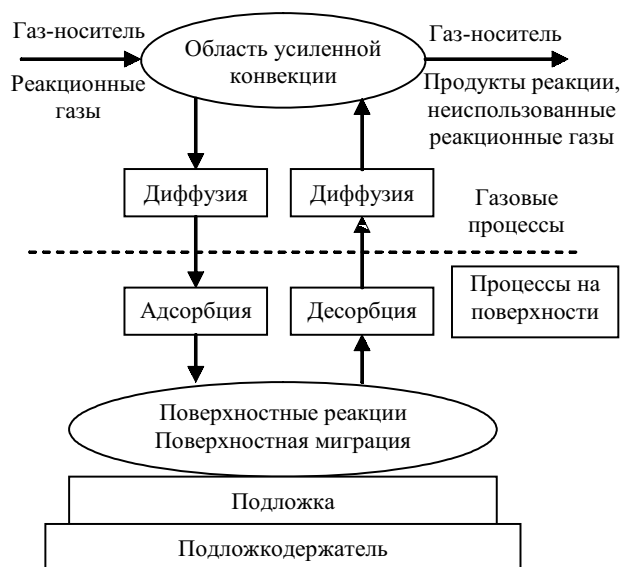 Газ-носитель
Реакционные
газы
Область усиленной
конвекции
Газ-носитель
Продукты реакции,
неиспользованные
реакционные газы
Диффузия
Диффузия
Газовые
процессы
Адсорбция
Десорбция
Процессы на
поверхности
Поверхностные реакции
Поверхностная миграция
Подложка
Подложкодержатель